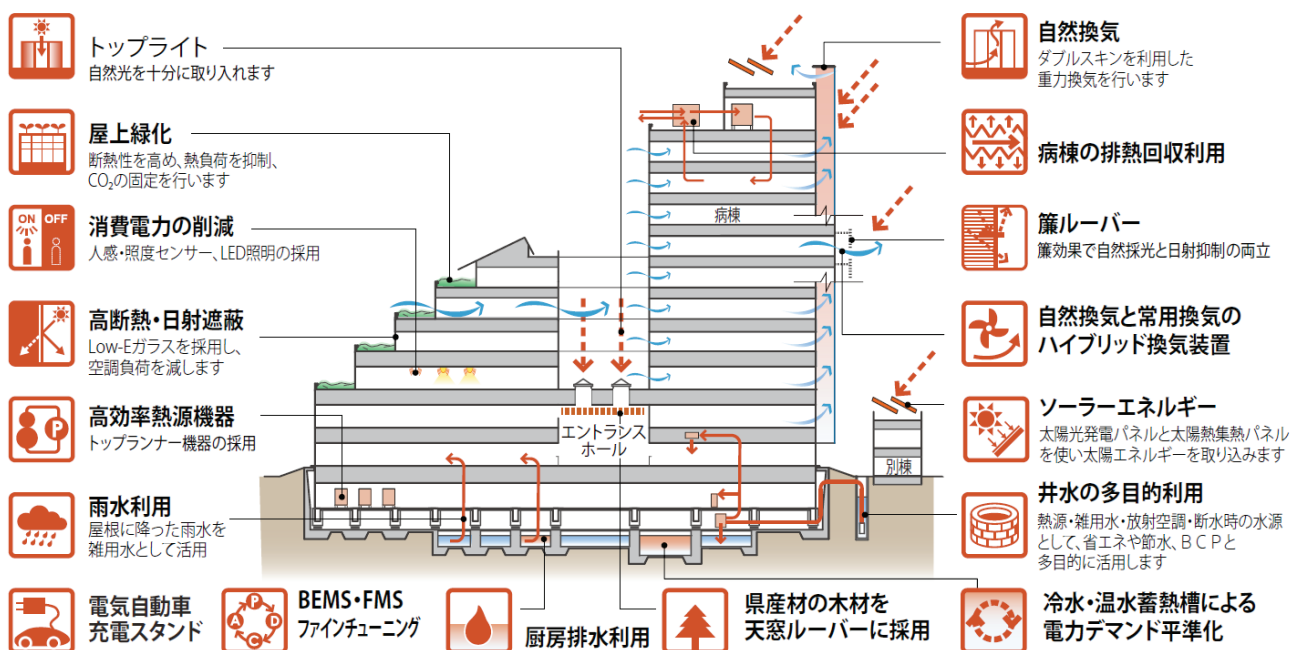 トップライト
自然光を十分に取り入れます
屋上緑化
断熱性を高め、熱負荷を抑制、
CO₂の固定を行います
ON OFF
消費電力の削減
人感・照度センサー、LED照明の採用
高断熱・日射遮蔽
Low-Eガラスを採用し、
空調負荷を減します
P
高効率熱源機器
トップランナー機器の採用
雨水利用
屋根に降った雨水を
雑用水として活用
電気自動車
充電スタンド
P
A D
C
BEMS・FMS
ファインチューニング
厨房排水利用
県産材の木材を
天窓ルーバーに採用
病棟
エントランス
ホール
別棟
自然換気
ダブルスキンを利用した
重力換気を行います
病棟の排熱回収利用
簾ルーバー
簾効果で自然採光と日射抑制の両立
自然換気と常用換気の
ハイブリッド換気装置
ソーラーエネルギー
太陽光発電パネルと太陽熱集熱パネル
を使い太陽エネルギーを取り込みます
井水の多目的利用
熱源・雑用水・放射空調・断水時の水源
として、省エネや節水、ＢＣＰと
多目的に活用します
冷水・温水蓄熱槽による
電力デマンド平準化